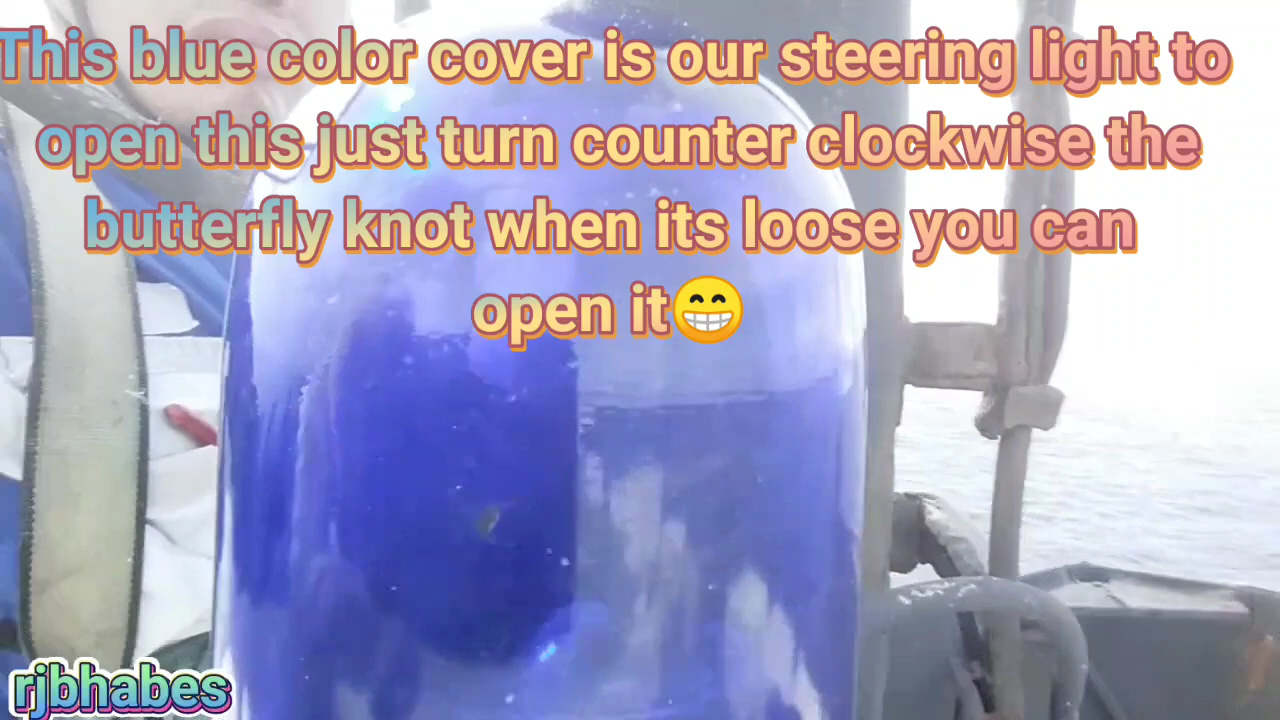 This blue color cover is our steering light to
open this just turn counter clockwise the
butterfly knot when its loose you can
open it😁
rjbhabes